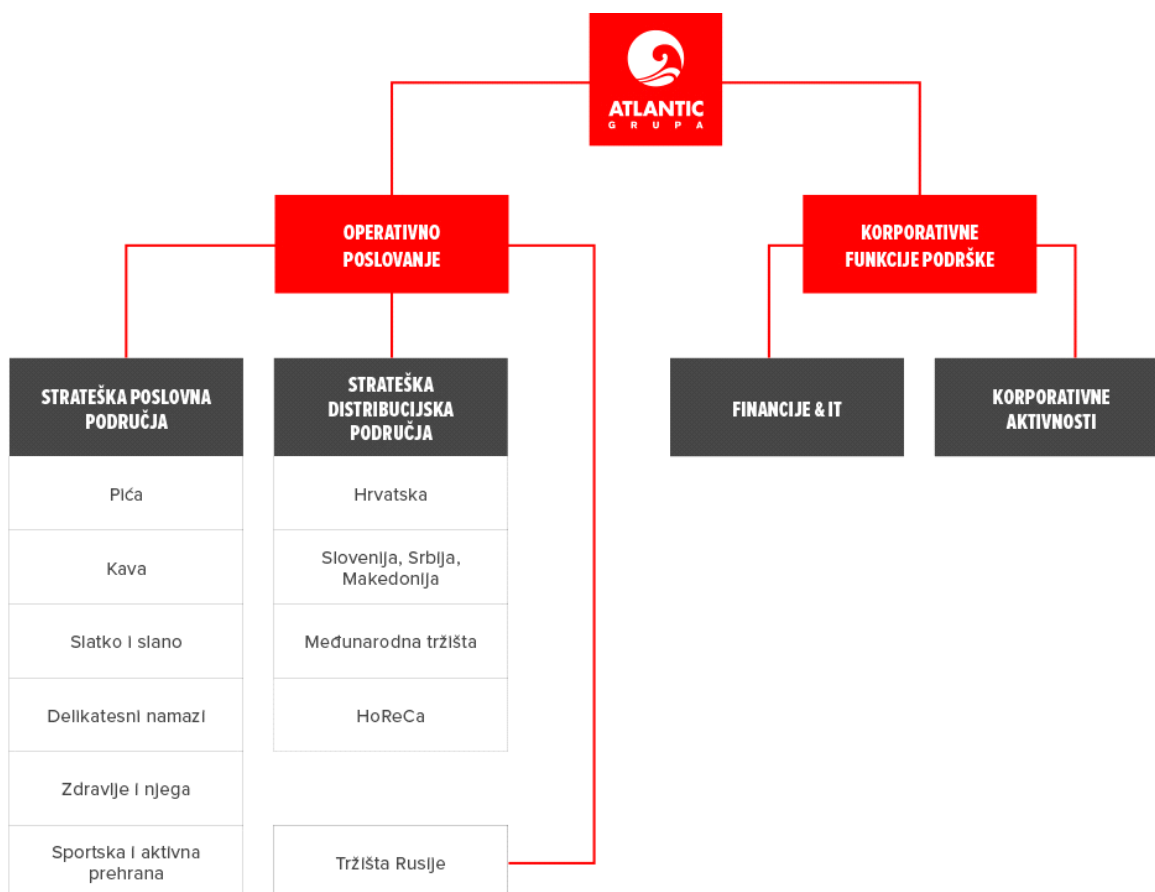 ATLANTIC
GRUPA
OPERATIVNO
POSLOVANJE
KORPORATIVNE
FUNKCIJE PODRŠKE
STRATEŠKA POSLOVNA
PODRUČJA
Pića
Kava
Slatko i slano
Delikatesni namazi
Zdravlje i njega
Sportska i aktivna
prehrana
STRATEŠKA
DISTRIBUCIJSKA
PODRUČJA
Hrvatska
Slovenija, Srbija,
Makedonija
Međunarodna tržišta
HoReCa
Tržišta Rusije
FINANCIJE & IT
KORPORATIVNE
AKTIVNOSTI